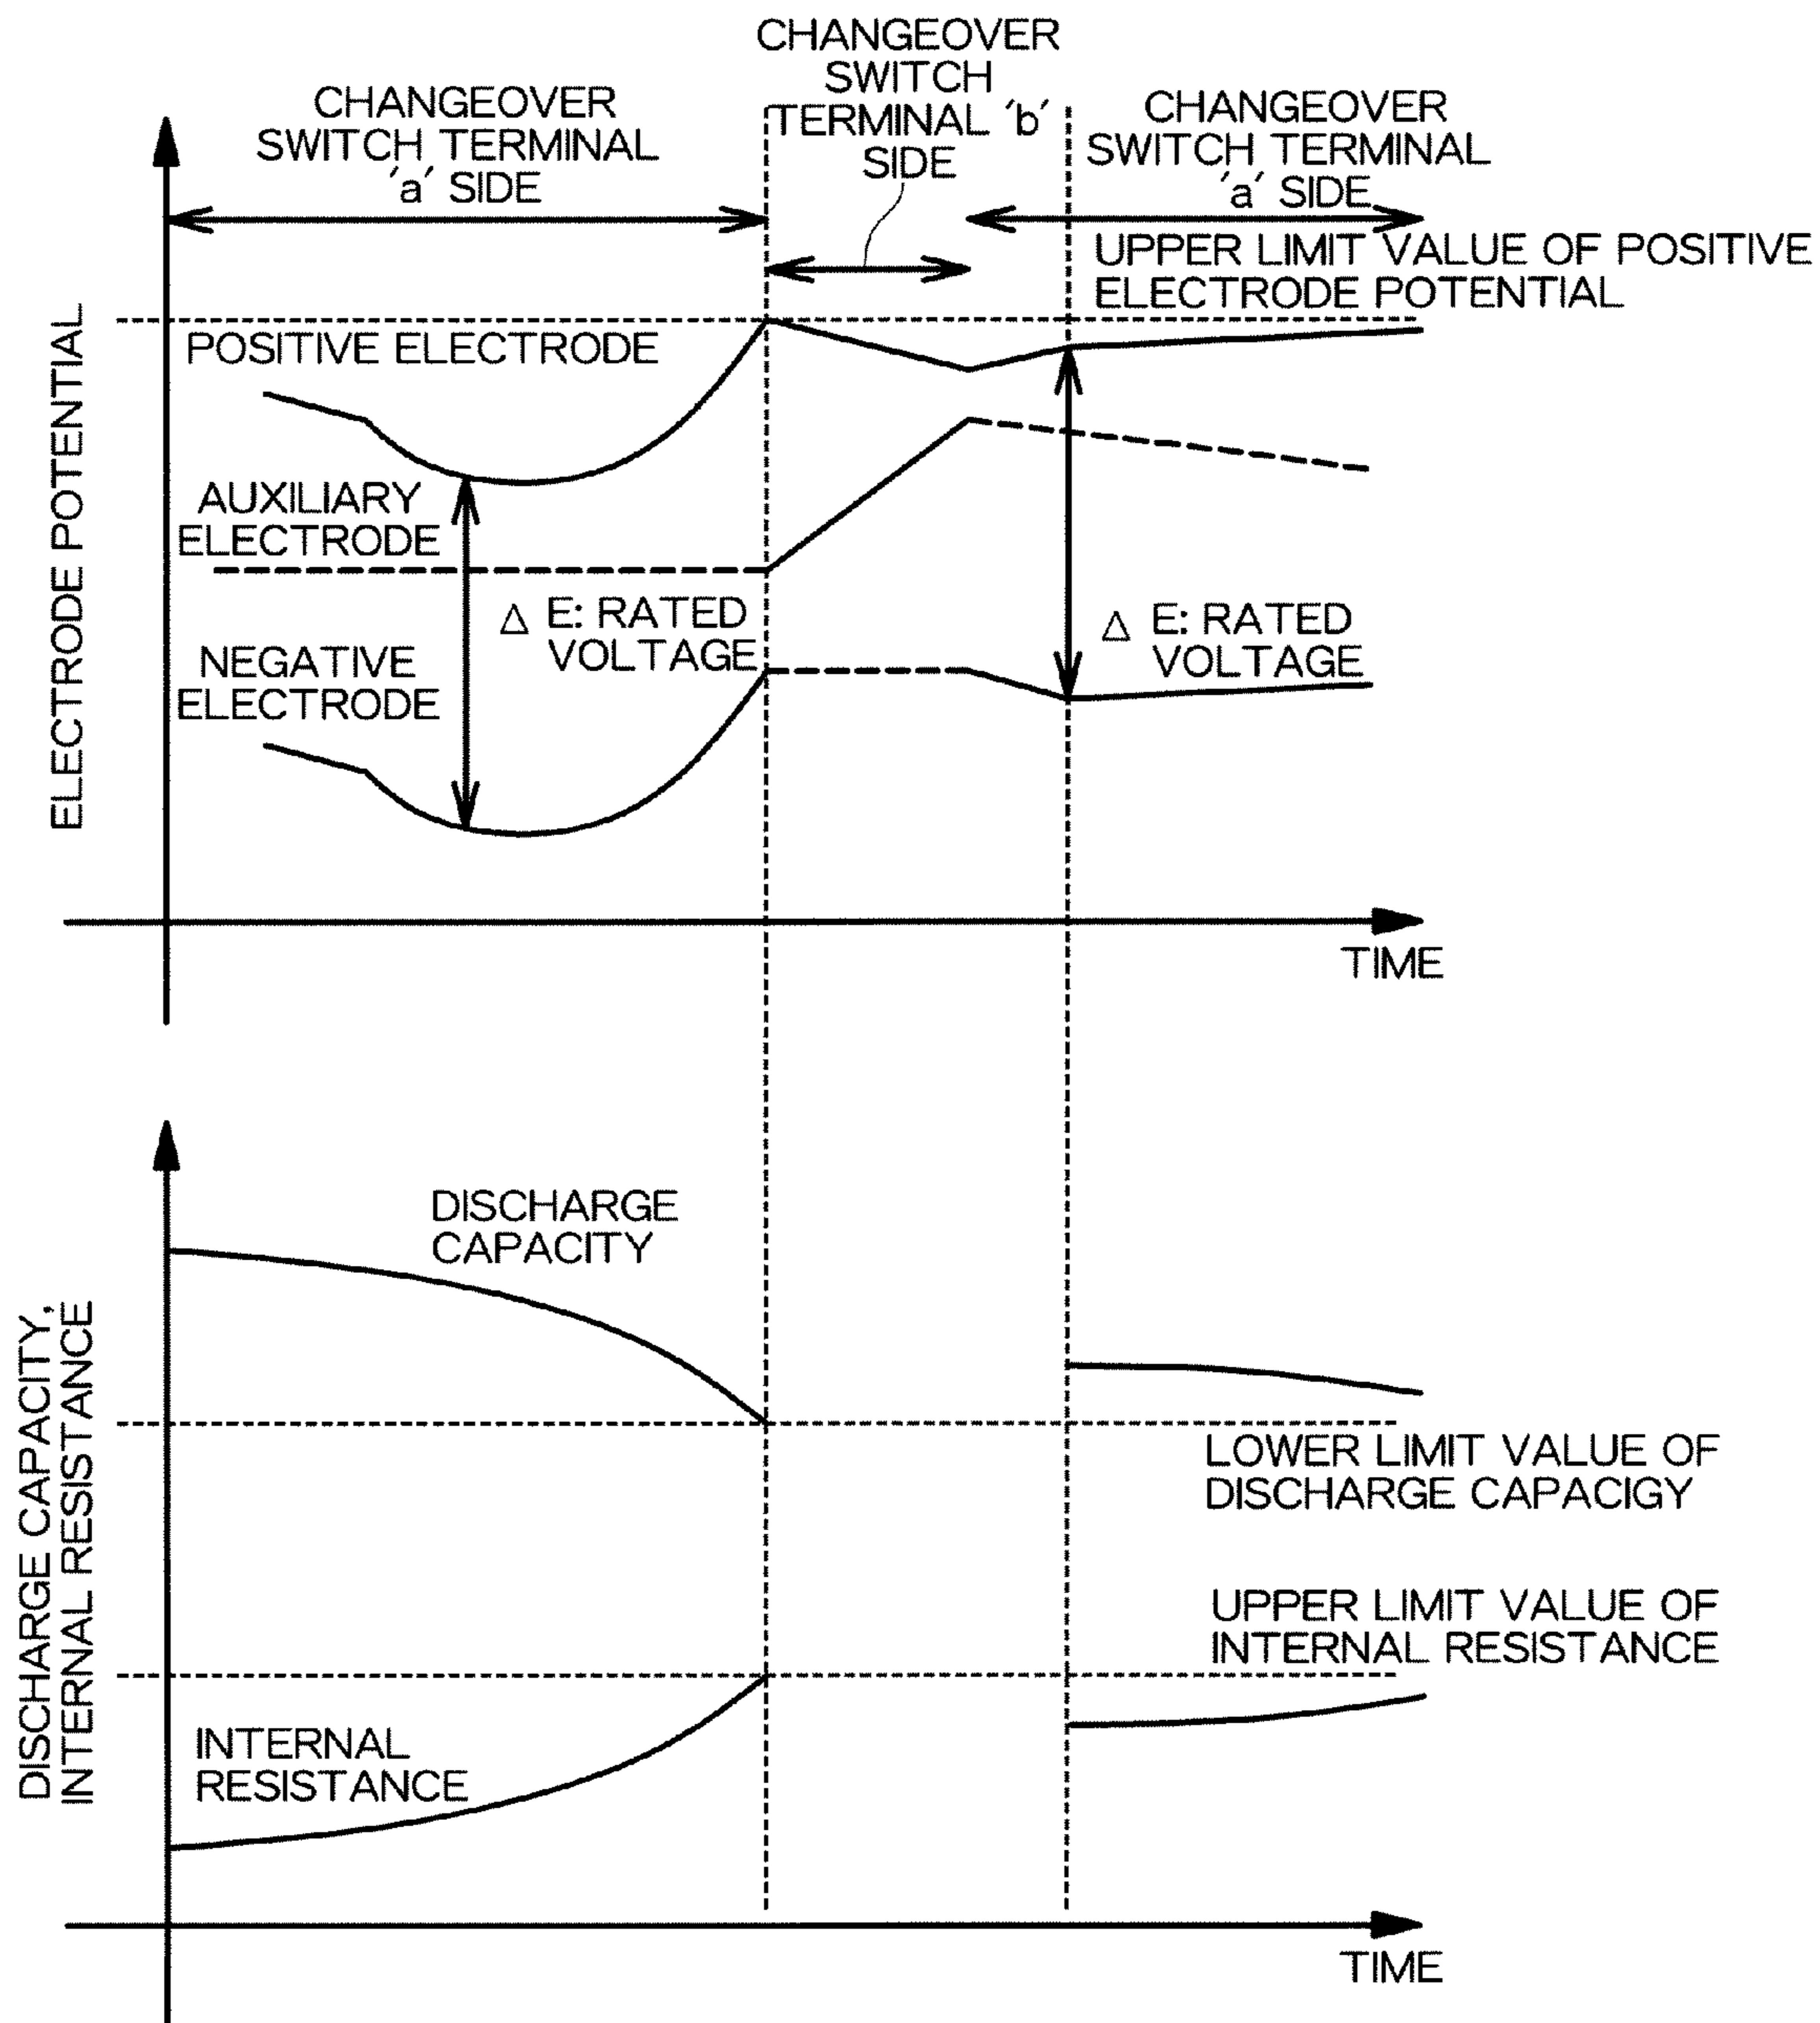 CHANGEOVER
SWITCH
TERMINAL 'b'
SIDE
CHANGEOVER
SWITCH TERMINAL
'a' SIDE
CHANGEOVER
SWITCH TERMINAL
'a' SIDE
UPPER LIMIT VALUE OF POSITIVE
ELECTRODE POTENTIAL
ELECTRODE POTENTIAL
POSITIVE ELECTRODE
AUXILIARY
ELECTRODE
Δ E: RATED
VOLTAGE
Δ E: RATED
VOLTAGE
NEGATIVE
ELECTRODE
TIME
DISCHARGE CAPACITY,
INTERNAL RESISTANCE
DISCHARGE
CAPACITY
LOWER LIMIT VALUE OF
DISCHARGE CAPACIGY
UPPER LIMIT VALUE OF
INTERNAL RESISTANCE
INTERNAL
RESISTANCE
TIME